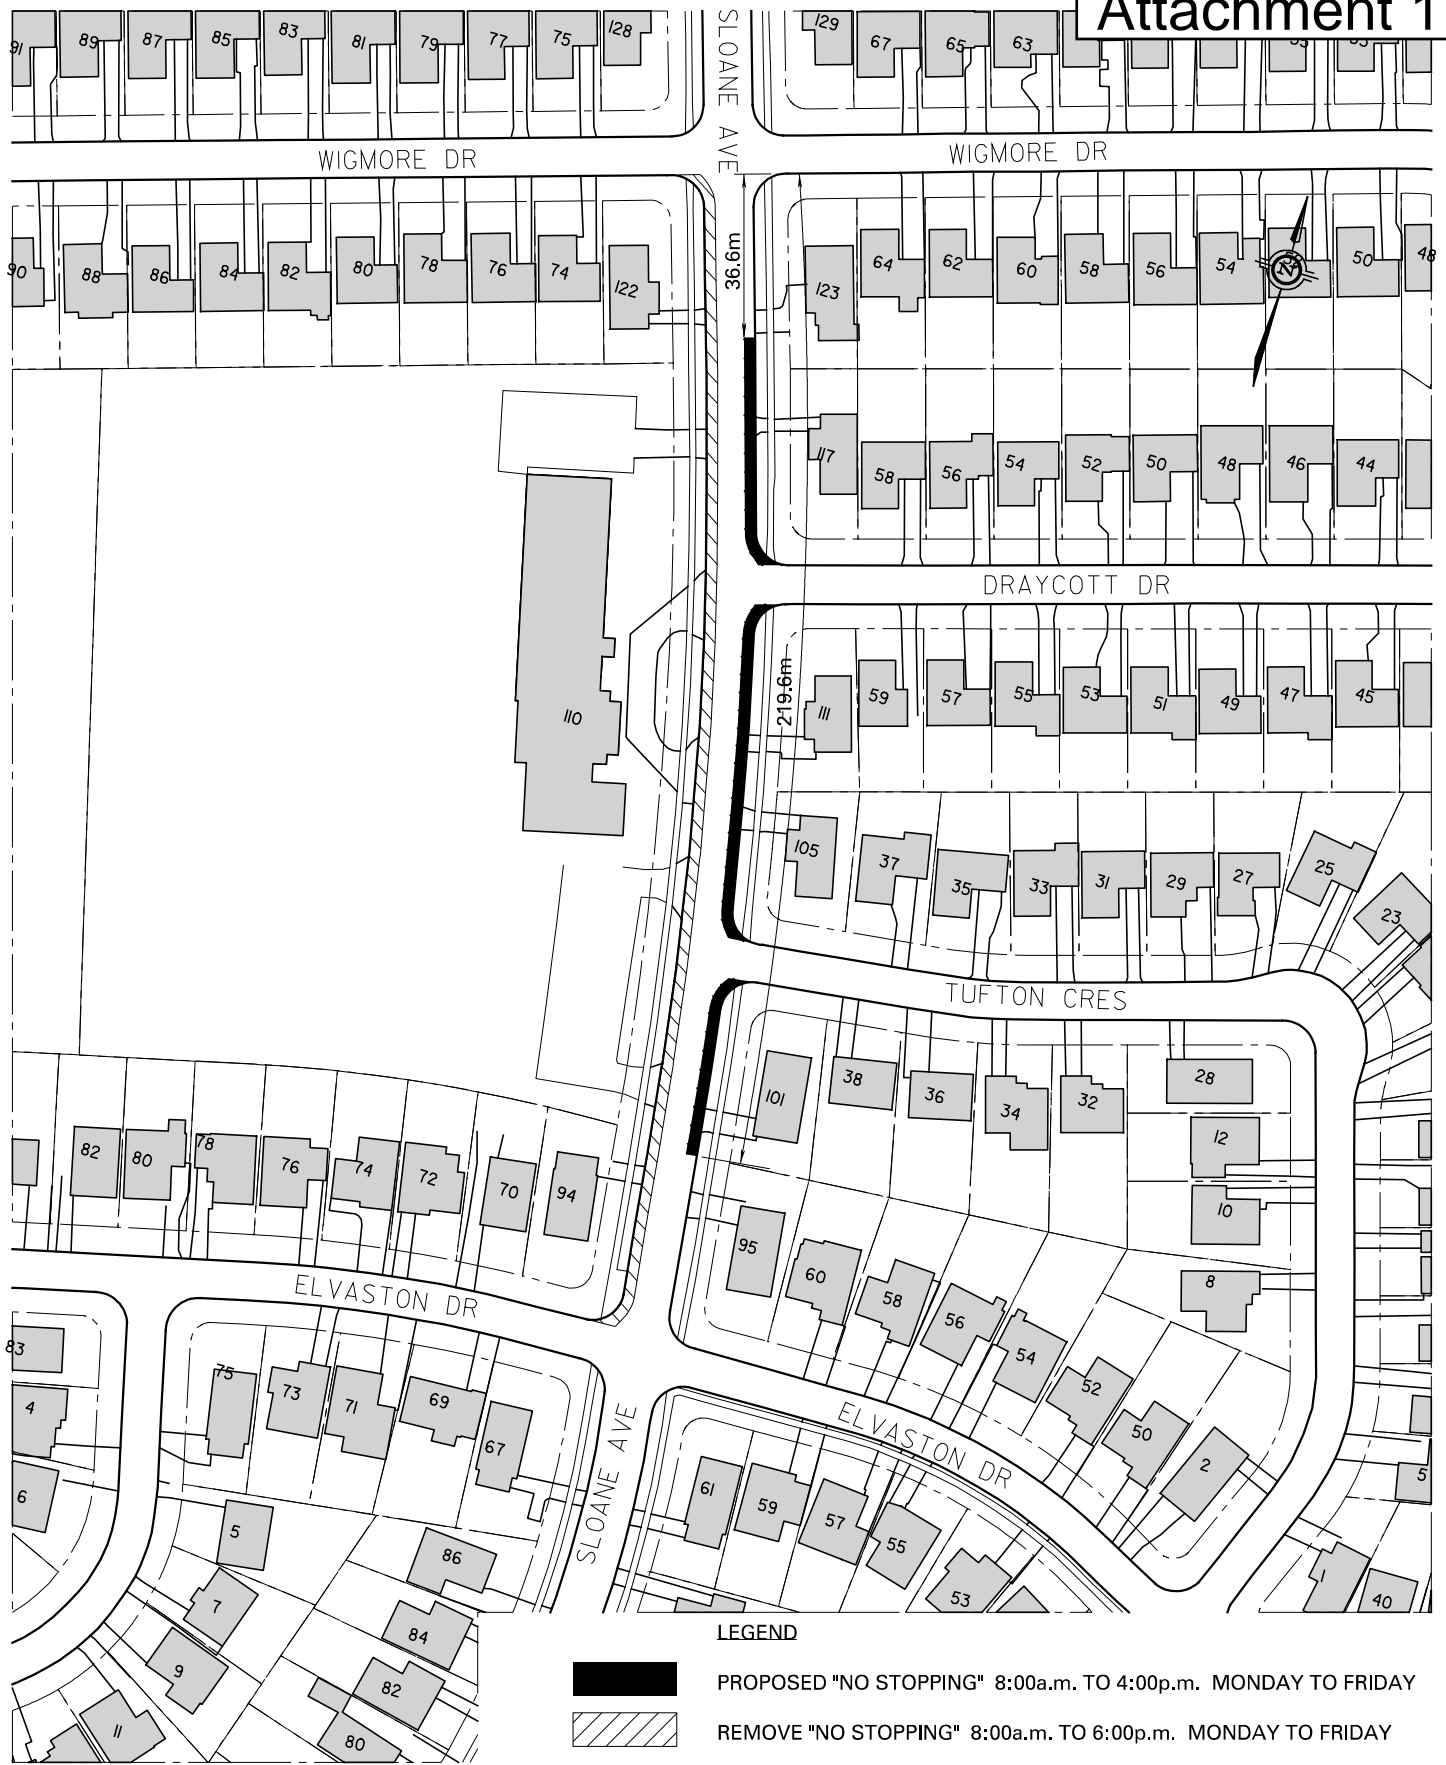 Attachment 1
91 89 87 85 83 81 79 77 75 128
129 67 65 63
SLOANE AVE
WIGMORE DR
WIGMORE DR
36.6m
90 88 86 84 82 80 78 76 74 122
123 64 62 60 58 56 54 50 48
N
117 58 56 54 52 50 48 46 44
DRAYCOTT DR
219.6m
110
111 59 57 55 53 51 49 47 45
105 37 35 33 31 29 27 25 23
TUFTON CRES
101 38 36 34 32 28
12
10
8
82 80 78 76 74 72 70 94
95 60 58 56 54 52 50 2
ELVASTON DR
ELVASTON DR
83 75 73 71 69 67
4
6
SLOANE AVE
61 59 57 55 53
5
1
40
5 86
7 84
9 82
11 80
LEGEND
PROPOSED "NO STOPPING" 8:00a.m. TO 4:00p.m. MONDAY TO FRIDAY
REMOVE "NO STOPPING" 8:00a.m. TO 6:00p.m. MONDAY TO FRIDAY